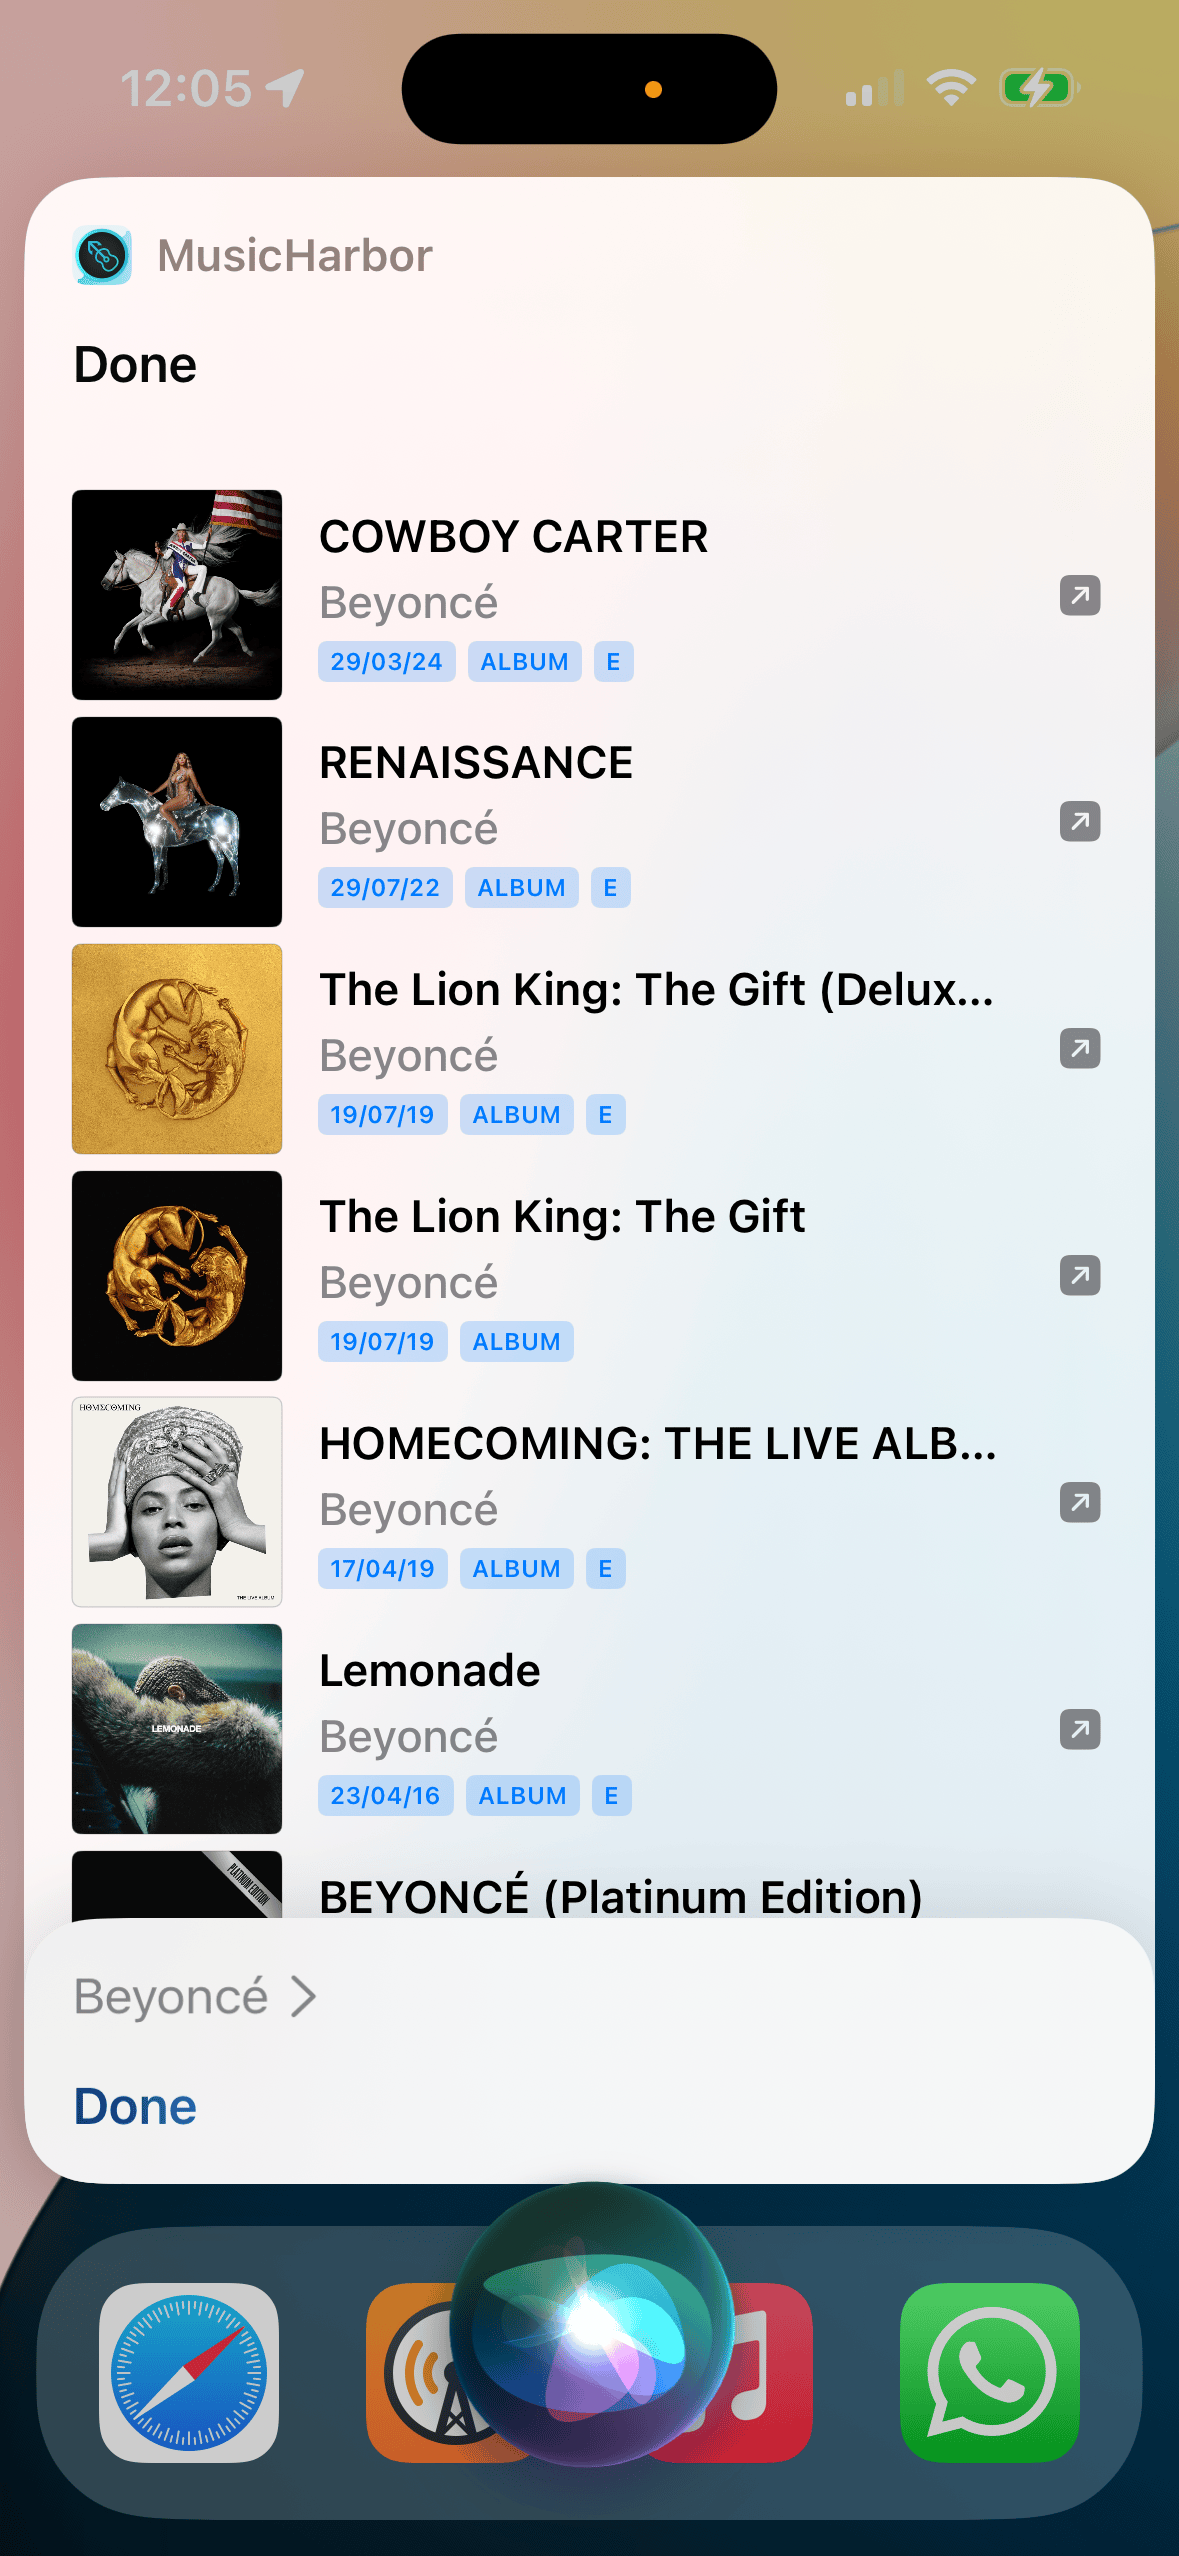 12:05
MusicHarbor
Done
COWBOY CARTER
Beyoncé
29/03/24 ALBUM E
RENAISSANCE
Beyoncé
29/07/22 ALBUM E
The Lion King: The Gift (Delux...
Beyoncé
19/07/19 ALBUM E
The Lion King: The Gift
Beyoncé
19/07/19 ALBUM
HOMECOMING
THE LIVE ALBUM
HOMECOMING: THE LIVE ALB...
Beyoncé
17/04/19 ALBUM E
LEMONADE
Lemonade
Beyoncé
23/04/16 ALBUM E
PLATINUM EDITION
BEYONCÉ (Platinum Edition)
Beyoncé >
Done